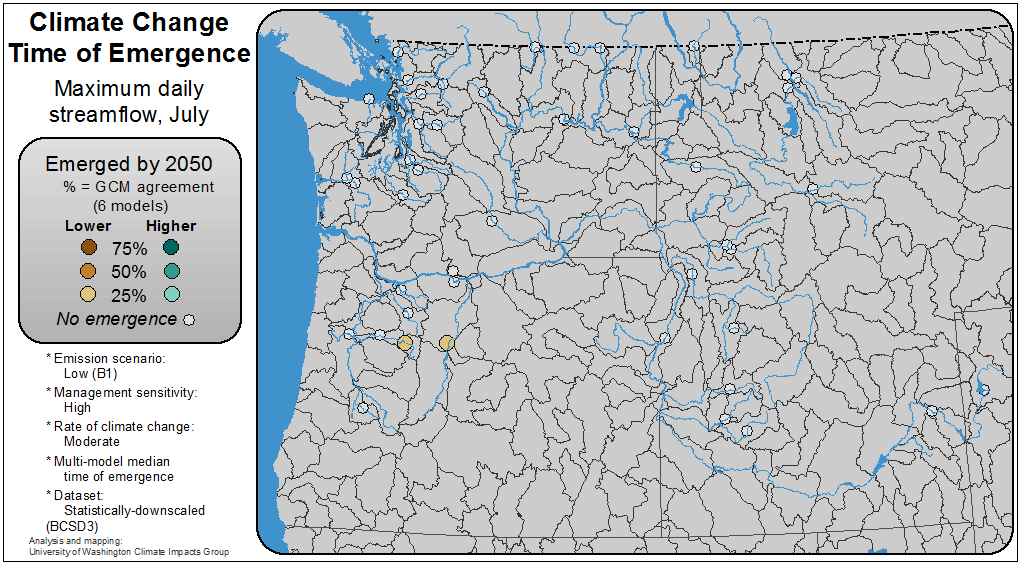 Climate Change
Time of Emergence
Maximum daily
streamflow, July
Emerged by 2050
% = GCM agreement
(6 models)
Lower Higher
75%
50%
25%
No emergence
* Emission scenario:
Low (B1)
* Management sensitivity:
High
* Rate of climate change:
Moderate
* Multi-model median
time of emergence
* Dataset:
Statistically-downscaled
(BCSD3)
Analysis and mapping:
University of Washington Climate Impacts Group